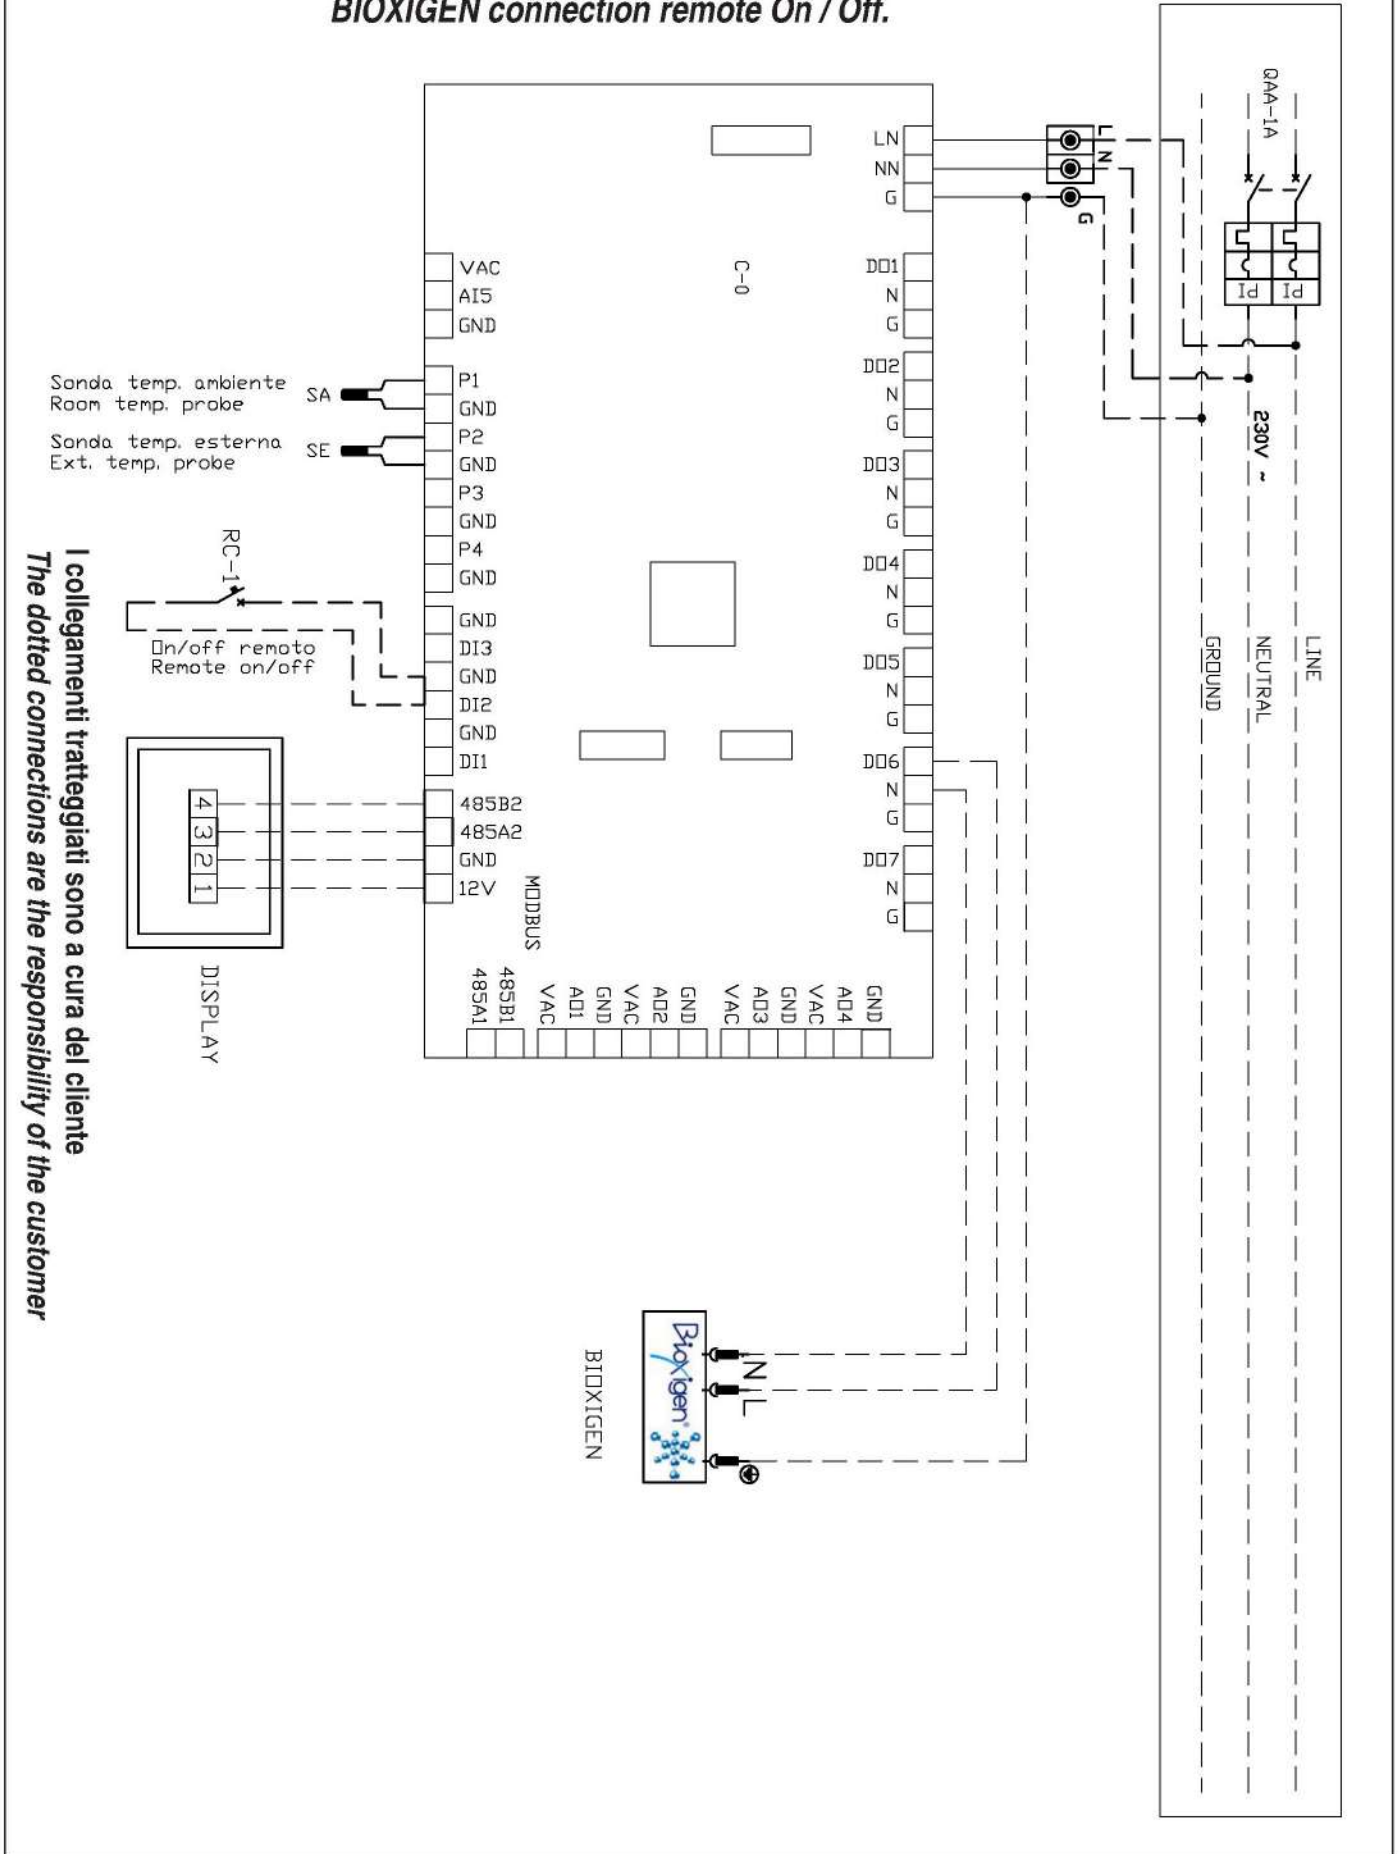 BIOXIGEN connection remote On / Off.
QAA-1A
PI
PI
230V ~
LINE
NEUTRAL
GROUND
L
N
G
LN
NN
G
C-0
DO1
N
G
DO2
N
G
DO3
N
G
DO4
N
G
DO5
N
G
DO6
N
G
DO7
N
G
VAC
AI5
GND
P1
GND
P2
GND
P3
GND
P4
GND
GND
DI3
GND
DI2
GND
DI1
485B2
485A2
GND
12V
MODBUS
485A1
485B1
VAC
AO1
GND
VAC
AO2
GND
VAC
AO3
GND
VAC
AO4
GND
Sonda temp. ambiente
Room temp. probe
SA
Sonda temp. esterna
Ext. temp. probe
SE
RC-1
On/off remoto
Remote on/off
4
3
2
1
DISPLAY
N
L
Bioxigen®
BIOXIGEN
I collegamenti tratteggiati sono a cura del cliente
The dotted connections are the responsibility of the customer